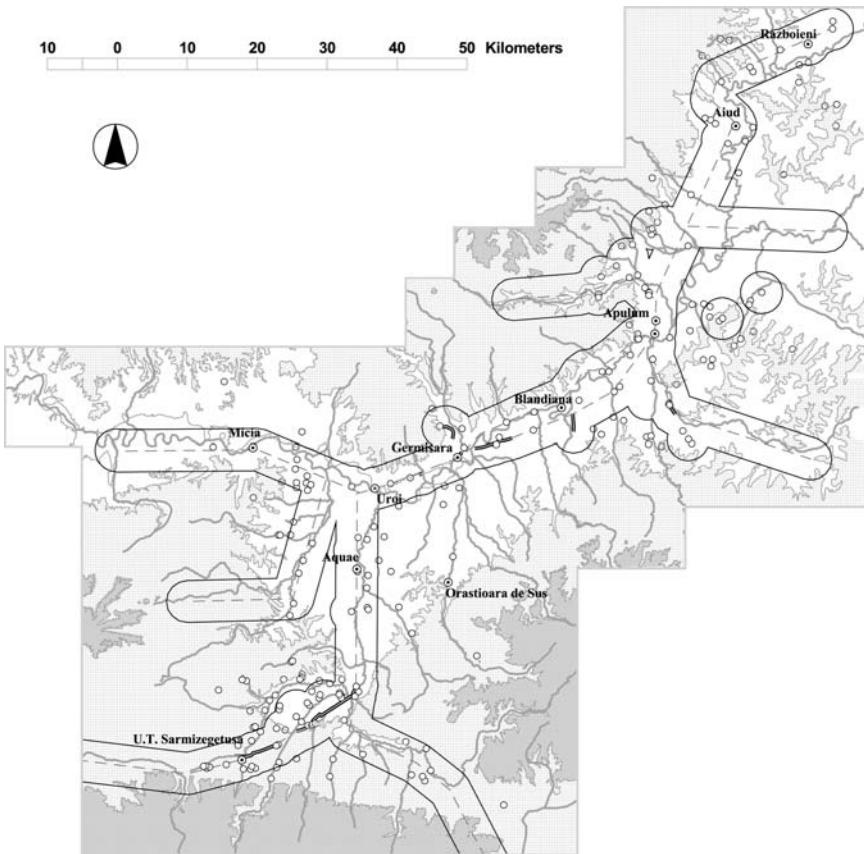 10 0 10 20 30 40 50 Kilometers
Razboieni
Aiud
Apulum
Blandiana
Micia
Germisara
Uroi
Aquae
Orastioara de Sus
U.T. Sarmizegetusa